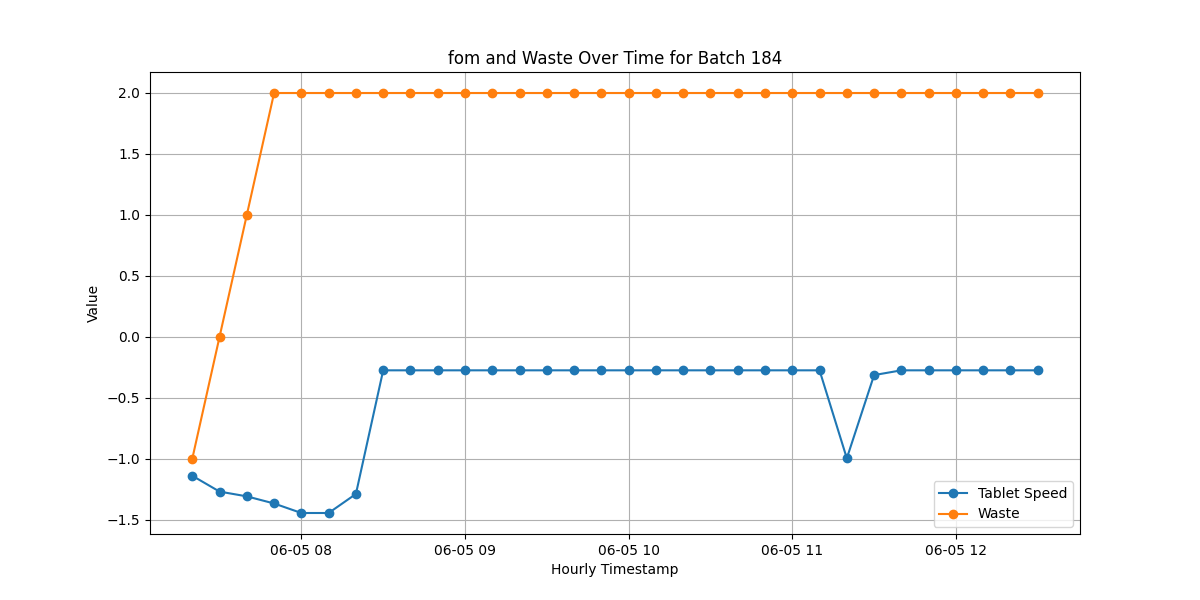 fom and Waste Over Time for Batch 184
2.0
1.5
1.0
0.5
0.0
−0.5
−1.0
−1.5
Value
Tablet Speed
Waste
06-05 08 06-05 09 06-05 10 06-05 11 06-05 12
Hourly Timestamp